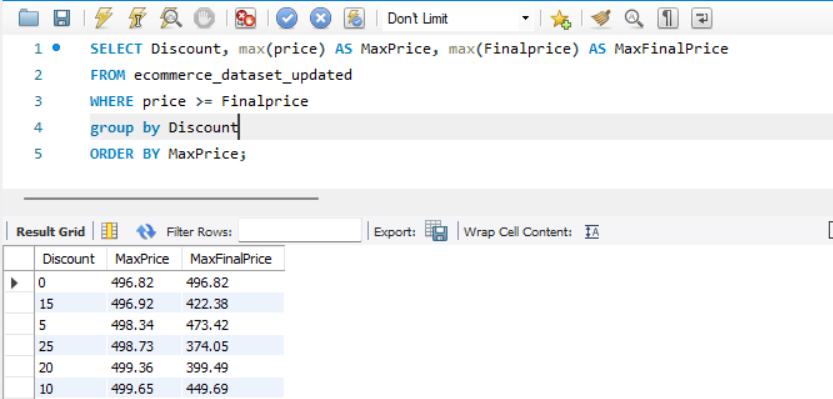 Don't Limit
1 SELECT Discount, max(price) AS MaxPrice, max(Finalprice) AS MaxFinalPrice
2 FROM ecommerce_dataset_updated
3 WHERE price >= Finalprice
4 group by Discount
5 ORDER BY MaxPrice;
Result Grid Filter Rows: Export: Wrap Cell Content: IA
Discount MaxPrice MaxFinalPrice
0 496.82 496.82
15 496.92 422.38
5 498.34 473.42
25 498.73 374.05
20 499.36 399.49
10 499.65 449.69